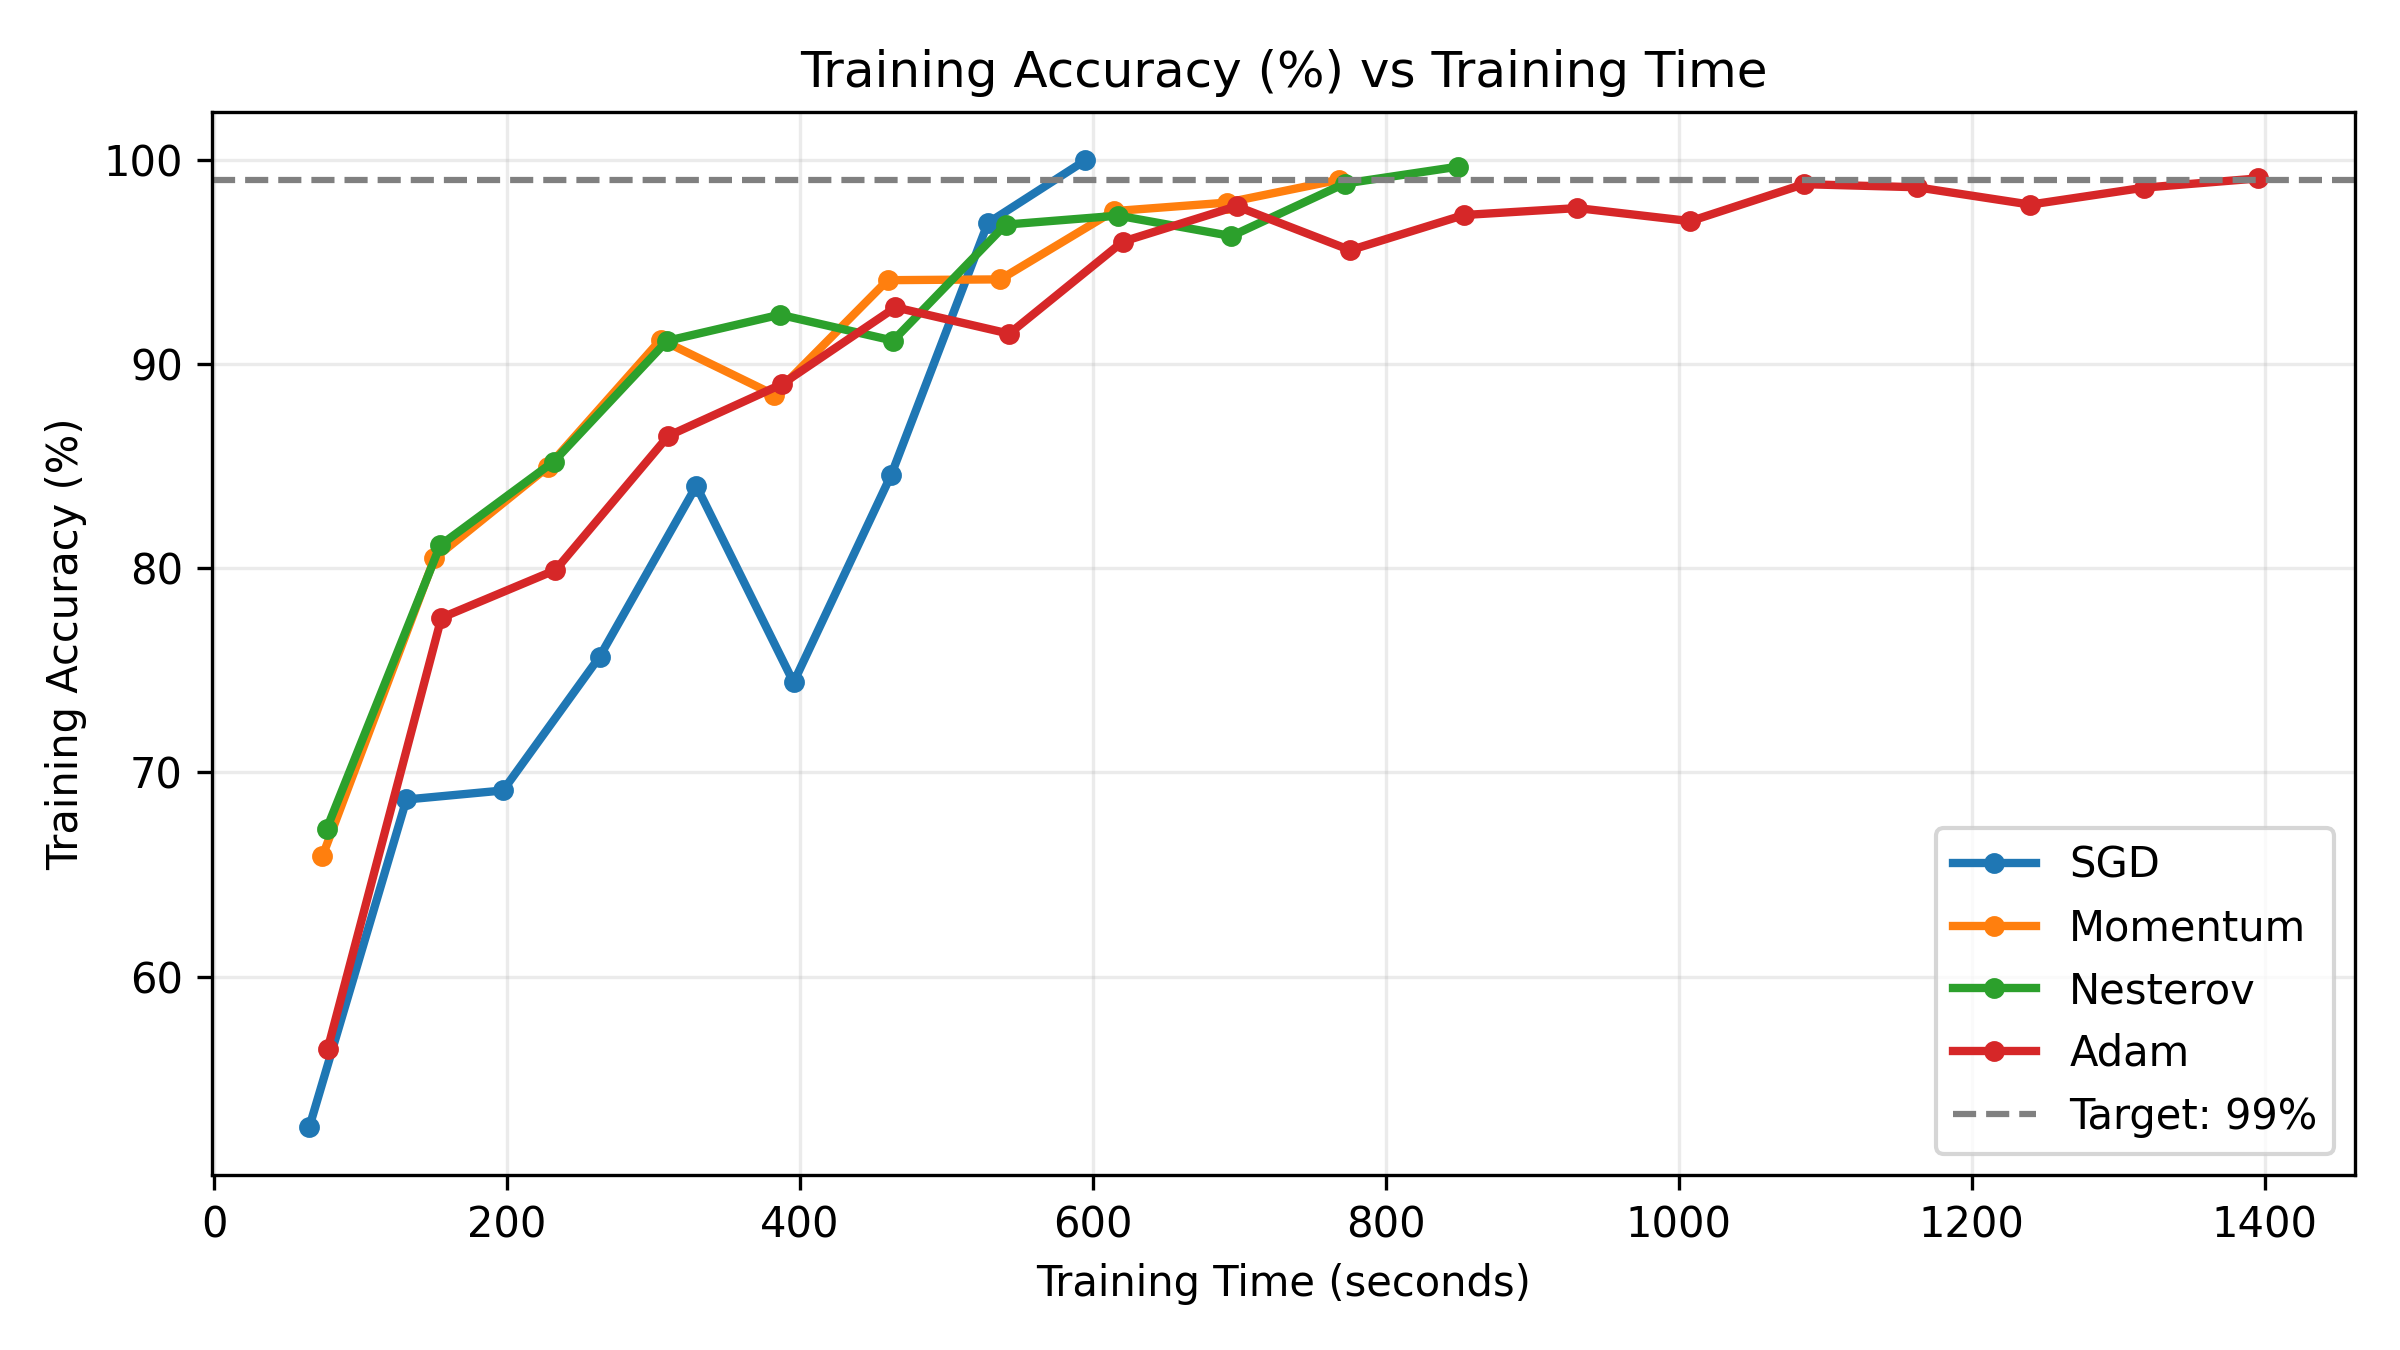 Training Accuracy (%) vs Training Time
Training Accuracy (%)
100
90
80
70
60
0 200 400 600 800 1000 1200 1400
Training Time (seconds)
SGD
Momentum
Nesterov
Adam
Target: 99%